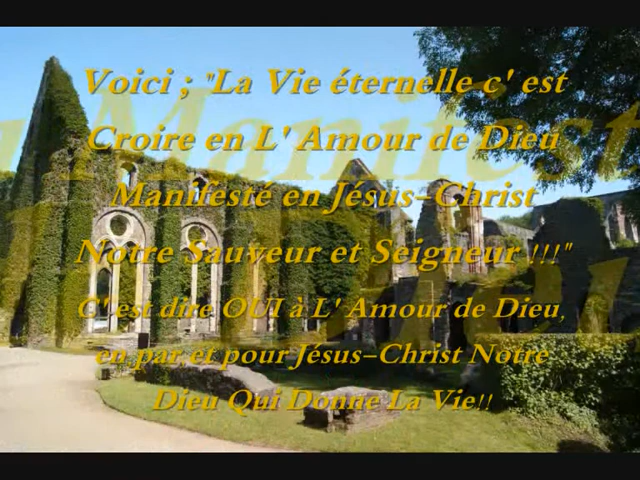 Voici ; "La Vie éternelle c' est
Croire en L' Amour de Dieu
Manifesté en Jésus-Christ
Notre Sauveur et Seigneur !!!"
C' est dire OUI à L' Amour de Dieu,
en par et pour Jésus-Christ Notre
Dieu Qui Donne La Vie!!